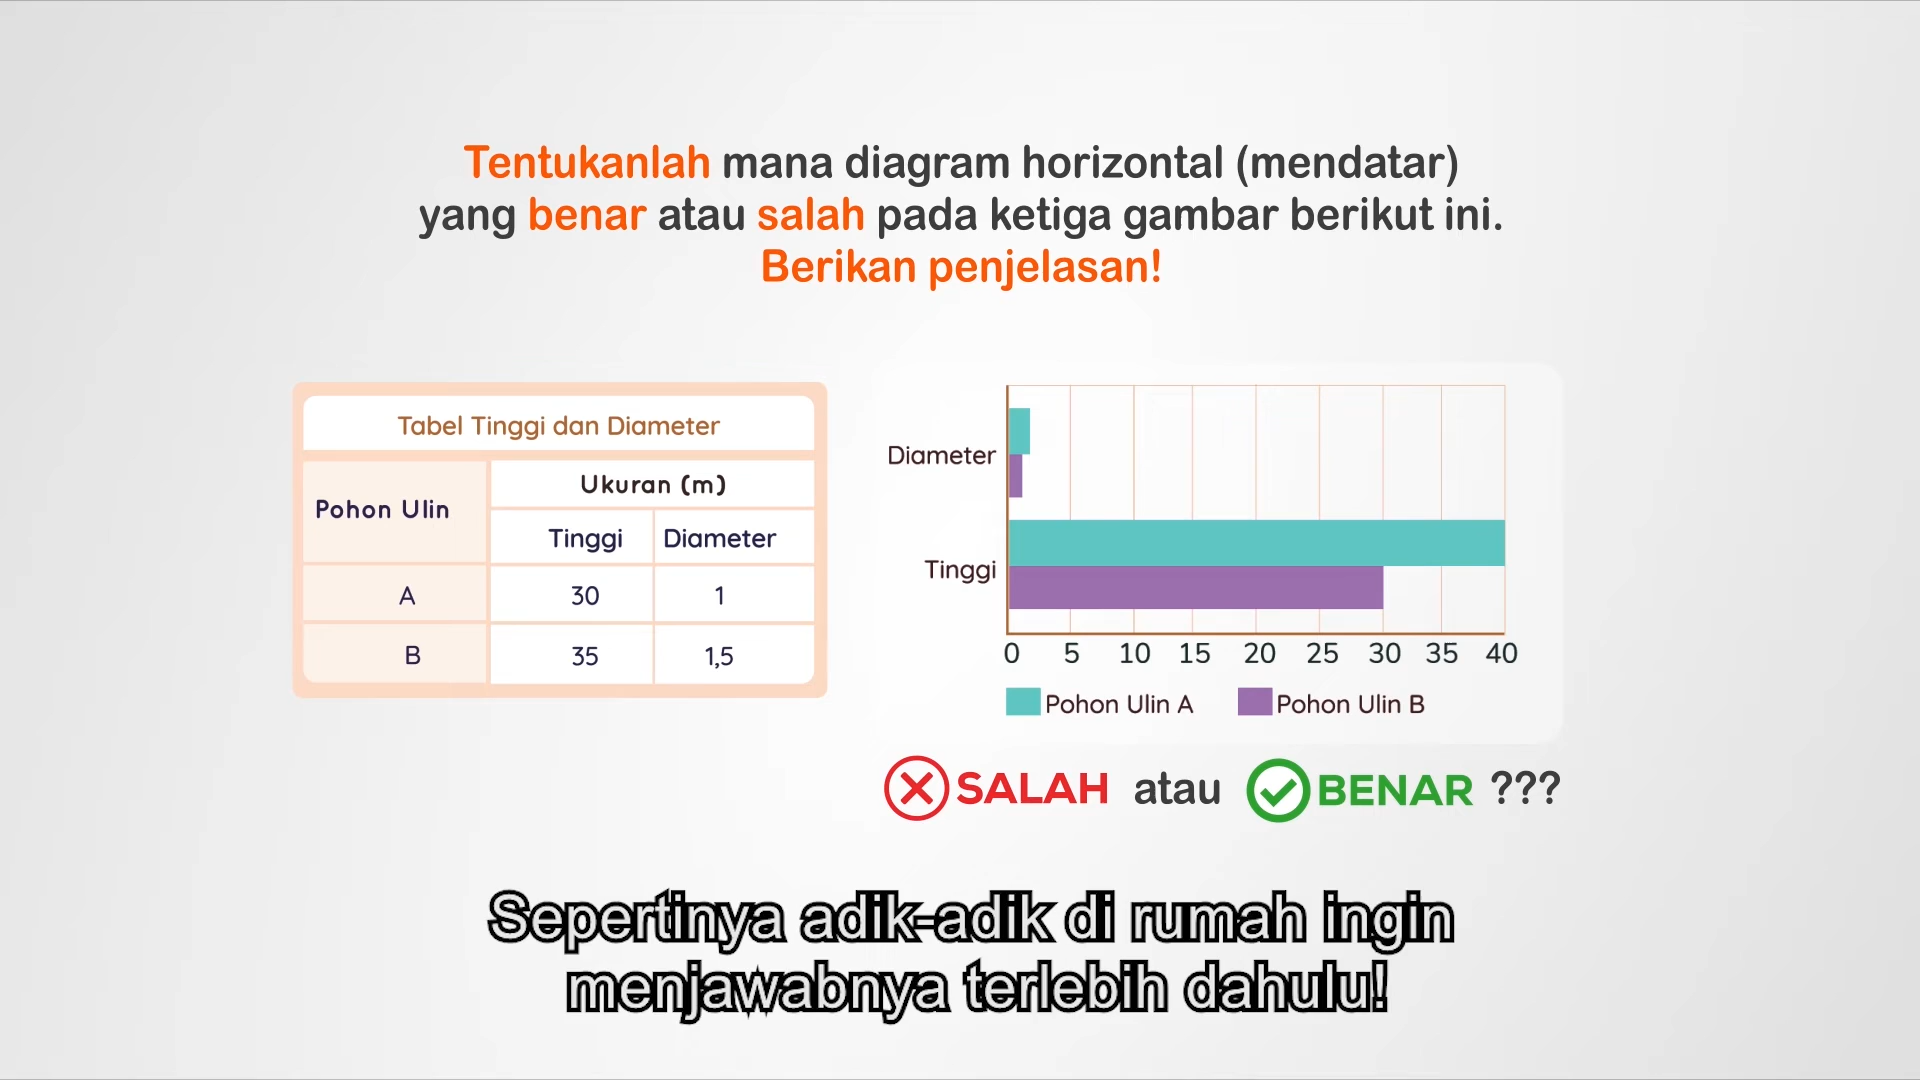 Tentukanlah mana diagram horizontal (mendatar)
yang benar atau salah pada ketiga gambar berikut ini.
Berikan penjelasan!
Tabel Tinggi dan Diameter
Pohon Ulin
Ukuran (m)
Tinggi Diameter
A 30 1
B 35 1,5
Diameter
Tinggi
0 5 10 15 20 25 30 35 40
Pohon Ulin A Pohon Ulin B
SALAH atau BENAR ???
Sepertinya adik-adik di rumah ingin
menjawabnya terlebih dahulu!